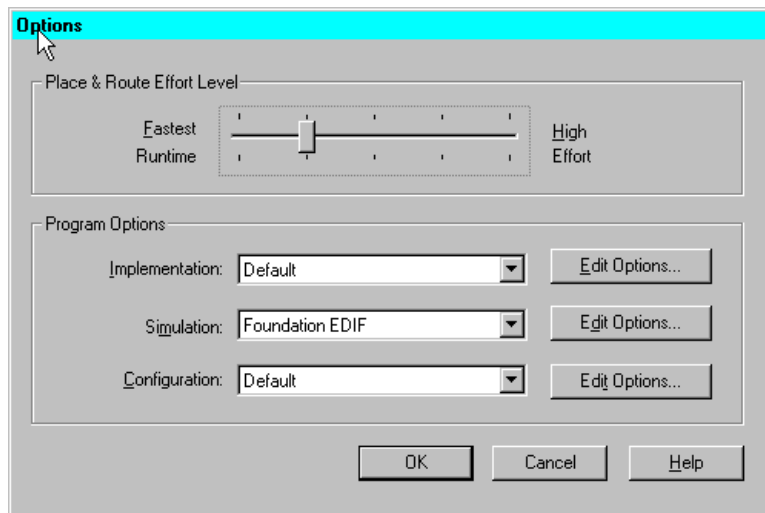 Options
Place & Route Effort Level
Fastest
Runtime
High
Effort
Program Options
Implementation: Default Edit Options...
Simulation: Foundation EDIF Edit Options...
Configuration: Default Edit Options...
OK Cancel Help